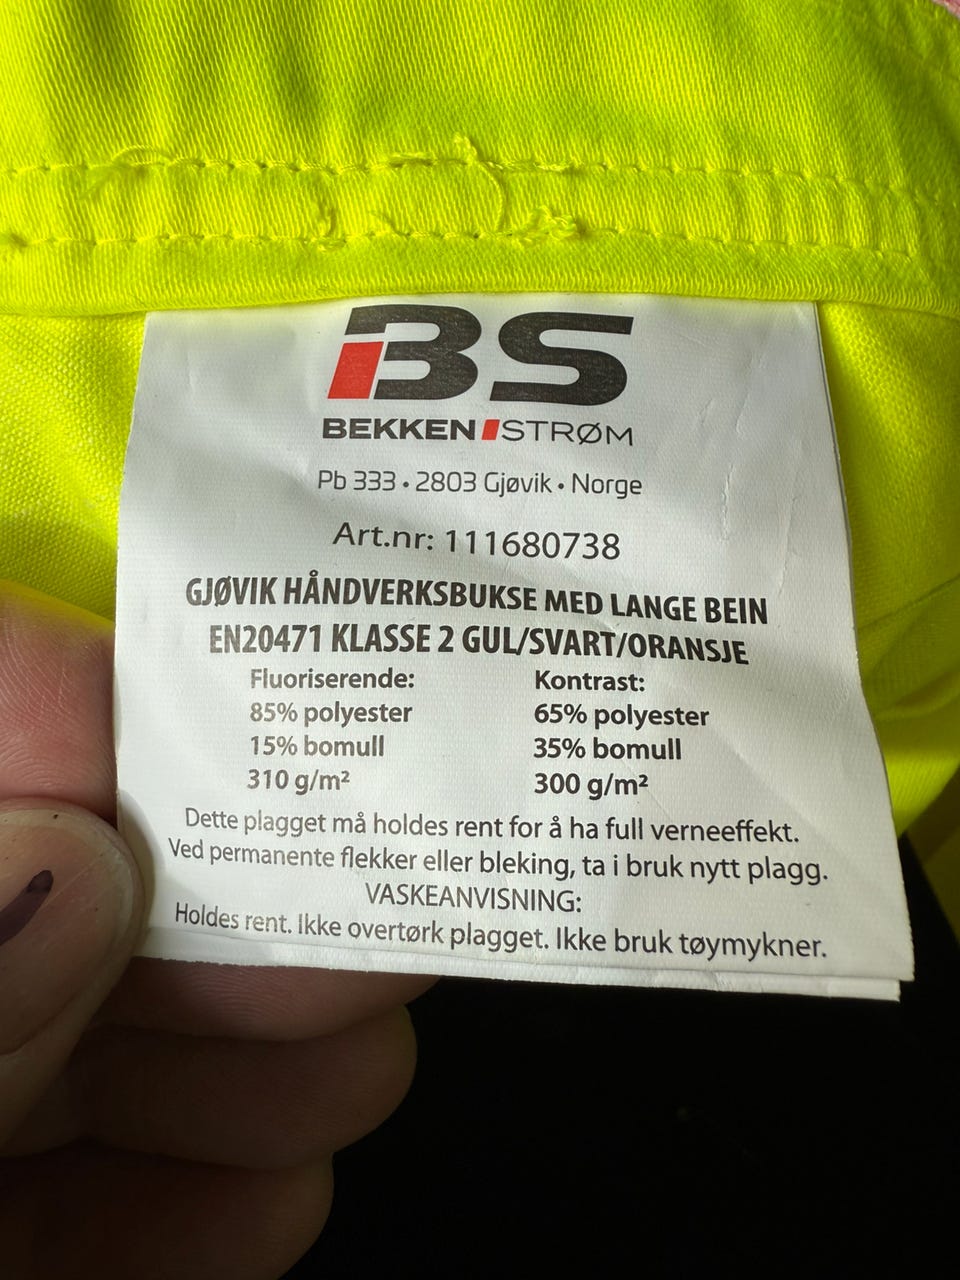 BS
BEKKEN STRØM
Pb 333 • 2803 Gjøvik • Norge
Art.nr: 111680738
GJØVIK HÅNDVERKSBUKSE MED LANGE BEIN
EN20471 KLASSE 2 GUL/SVART/ORANSJE
Fluoriserende: Kontrast:
85% polyester 65% polyester
15% bomull 35% bomull
310 g/m² 300 g/m²
Dette plagget må holdes rent for å ha full verneeffekt.
Ved permanente flekker eller bleking, ta i bruk nytt plagg.
VASKEANVISNING:
Holdes rent. Ikke overtørk plagget. Ikke bruk tøymykner.